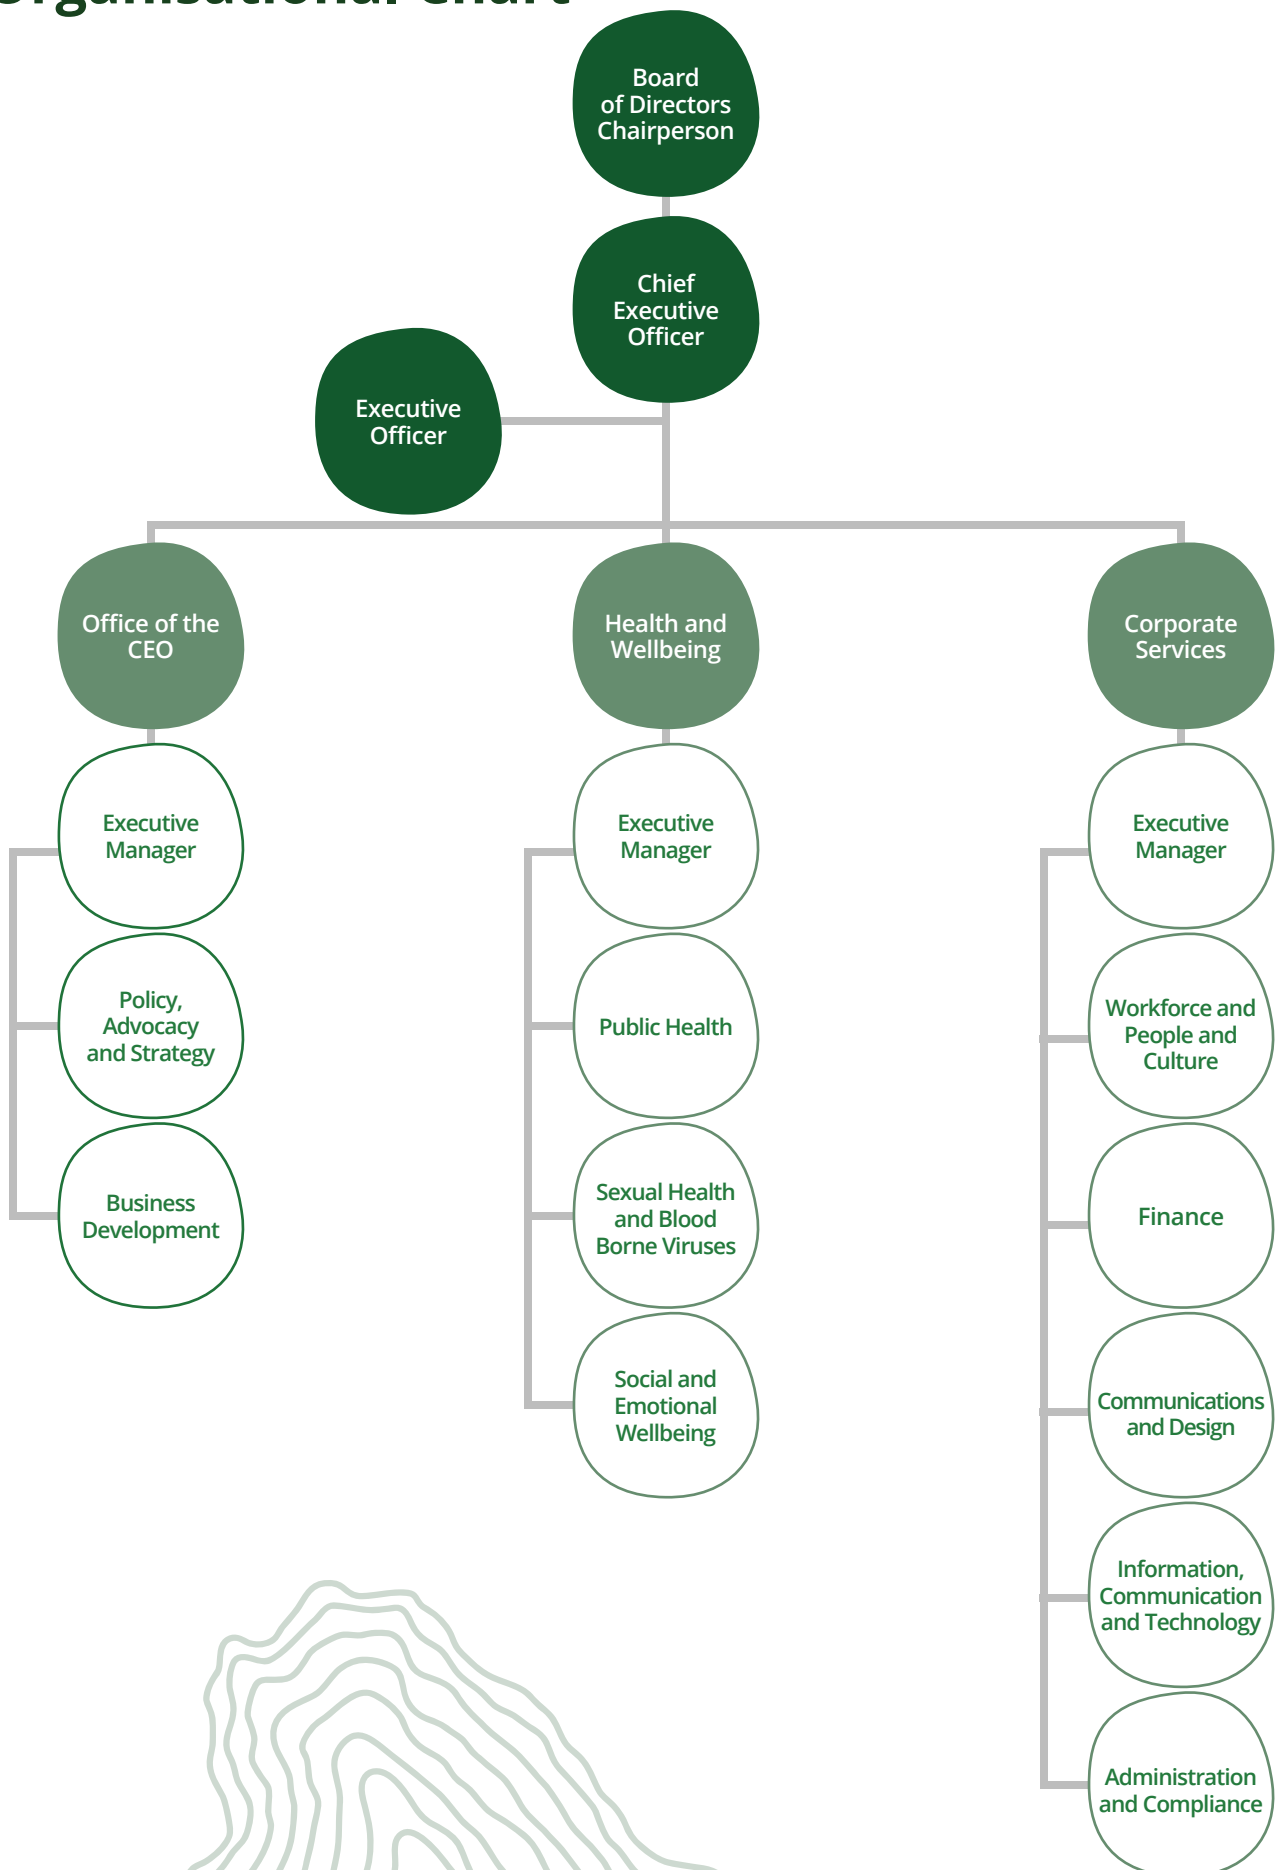 Organisational Chart
Board
of Directors
Chairperson
Chief
Executive
Officer
Executive
Officer
Office of the
CEO
Health and
Wellbeing
Corporate
Services
Executive
Manager
Policy,
Advocacy
and Strategy
Business
Development
Executive
Manager
Public Health
Sexual Health
and Blood
Borne Viruses
Social and
Emotional
Wellbeing
Executive
Manager
Workforce and
People and
Culture
Finance
Communications
and Design
Information,
Communication
and Technology
Administration
and Compliance